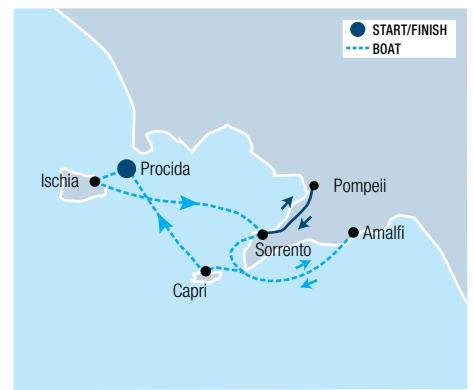 START/FINISH
BOAT
Procida
Ischia
Pompeii
Sorrento
Amalfi
Capri